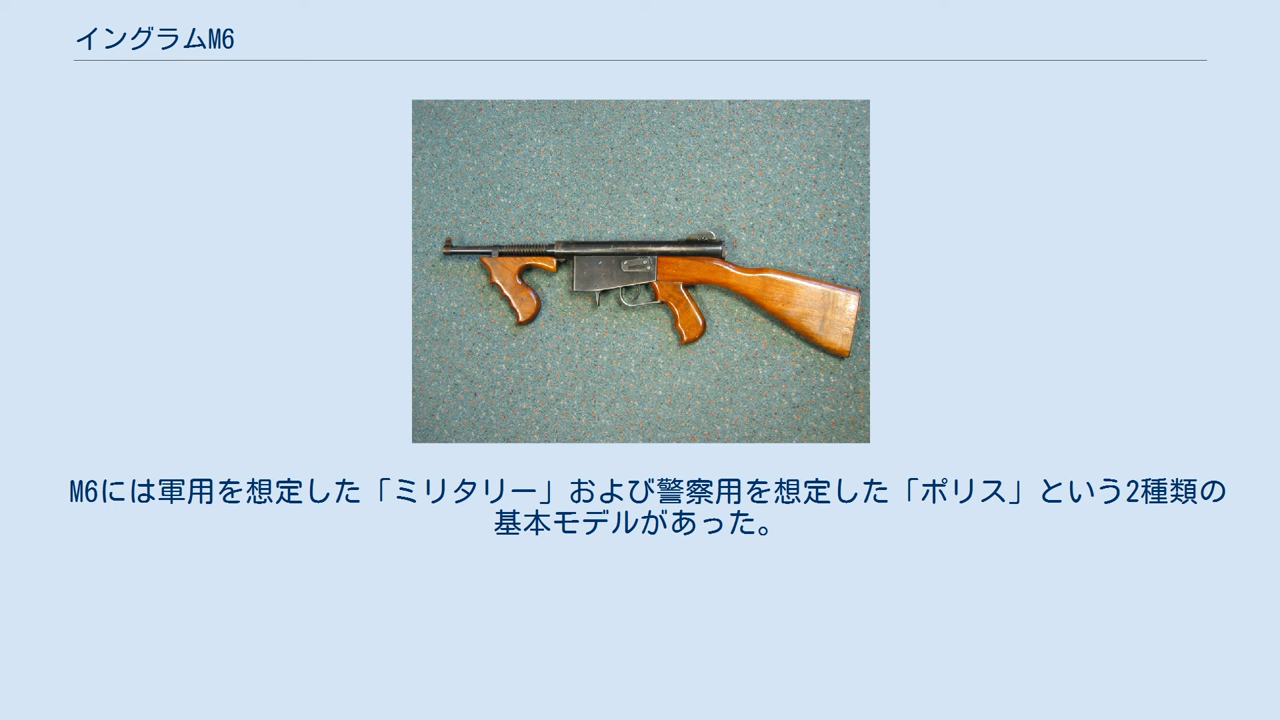 イングラムM6
M6には軍用を想定した「ミリタリー」および警察用を想定した「ポリス」という2種類の
基本モデルがあった。